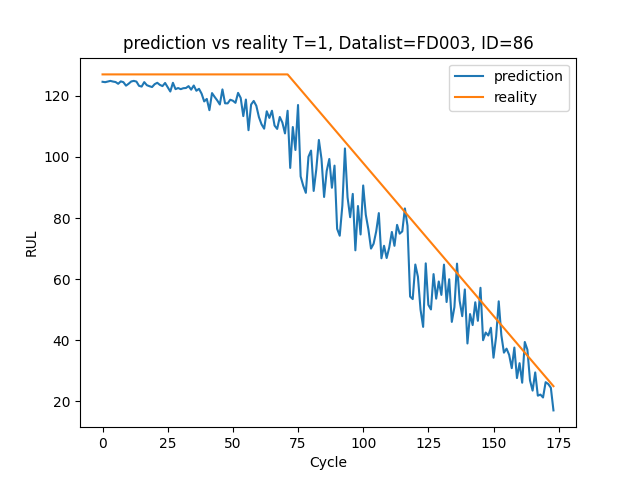 prediction vs reality T=1, Datalist=FD003, ID=86
prediction
reality
RUL
120
100
80
60
40
20
0 25 50 75 100 125 150 175
Cycle